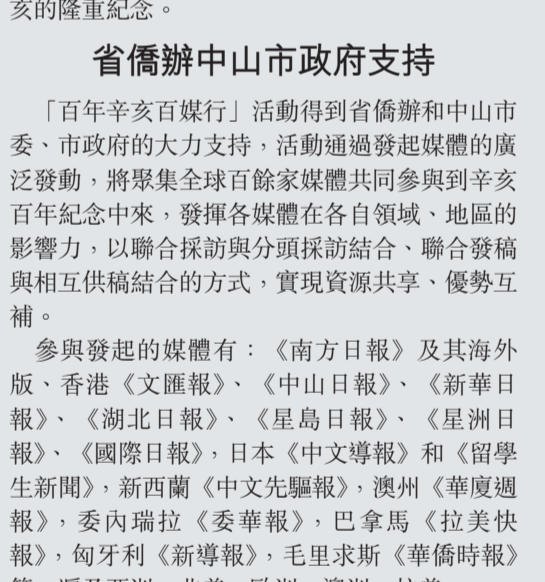 亥的隆重紀念。
省僑辦中山市政府支持
「百年辛亥百媒行」活動得到省僑辦和中山市
委、市政府的大力支持，活動通過發起媒體的廣
泛發動，將聚集全球百餘家媒體共同參與到辛亥
百年紀念中來，發揮各媒體在各自領域、地區的
影響力，以聯合採訪與分頭採訪結合、聯合發稿
與相互供稿結合的方式，實現資源共享、優勢互
補。
參與發起的媒體有：《南方日報》及其海外
版、香港《文匯報》、《中山日報》、《新華日
報》、《湖北日報》、《星島日報》、《星洲日
報》、《國際日報》，日本《中文導報》和《留學
生新聞》，新西蘭《中文先驅報》，澳州《華廈週
報》，委內瑞拉《委華報》，巴拿馬《拉美快
報》，匈牙利《新導報》，毛里求斯《華僑時報》